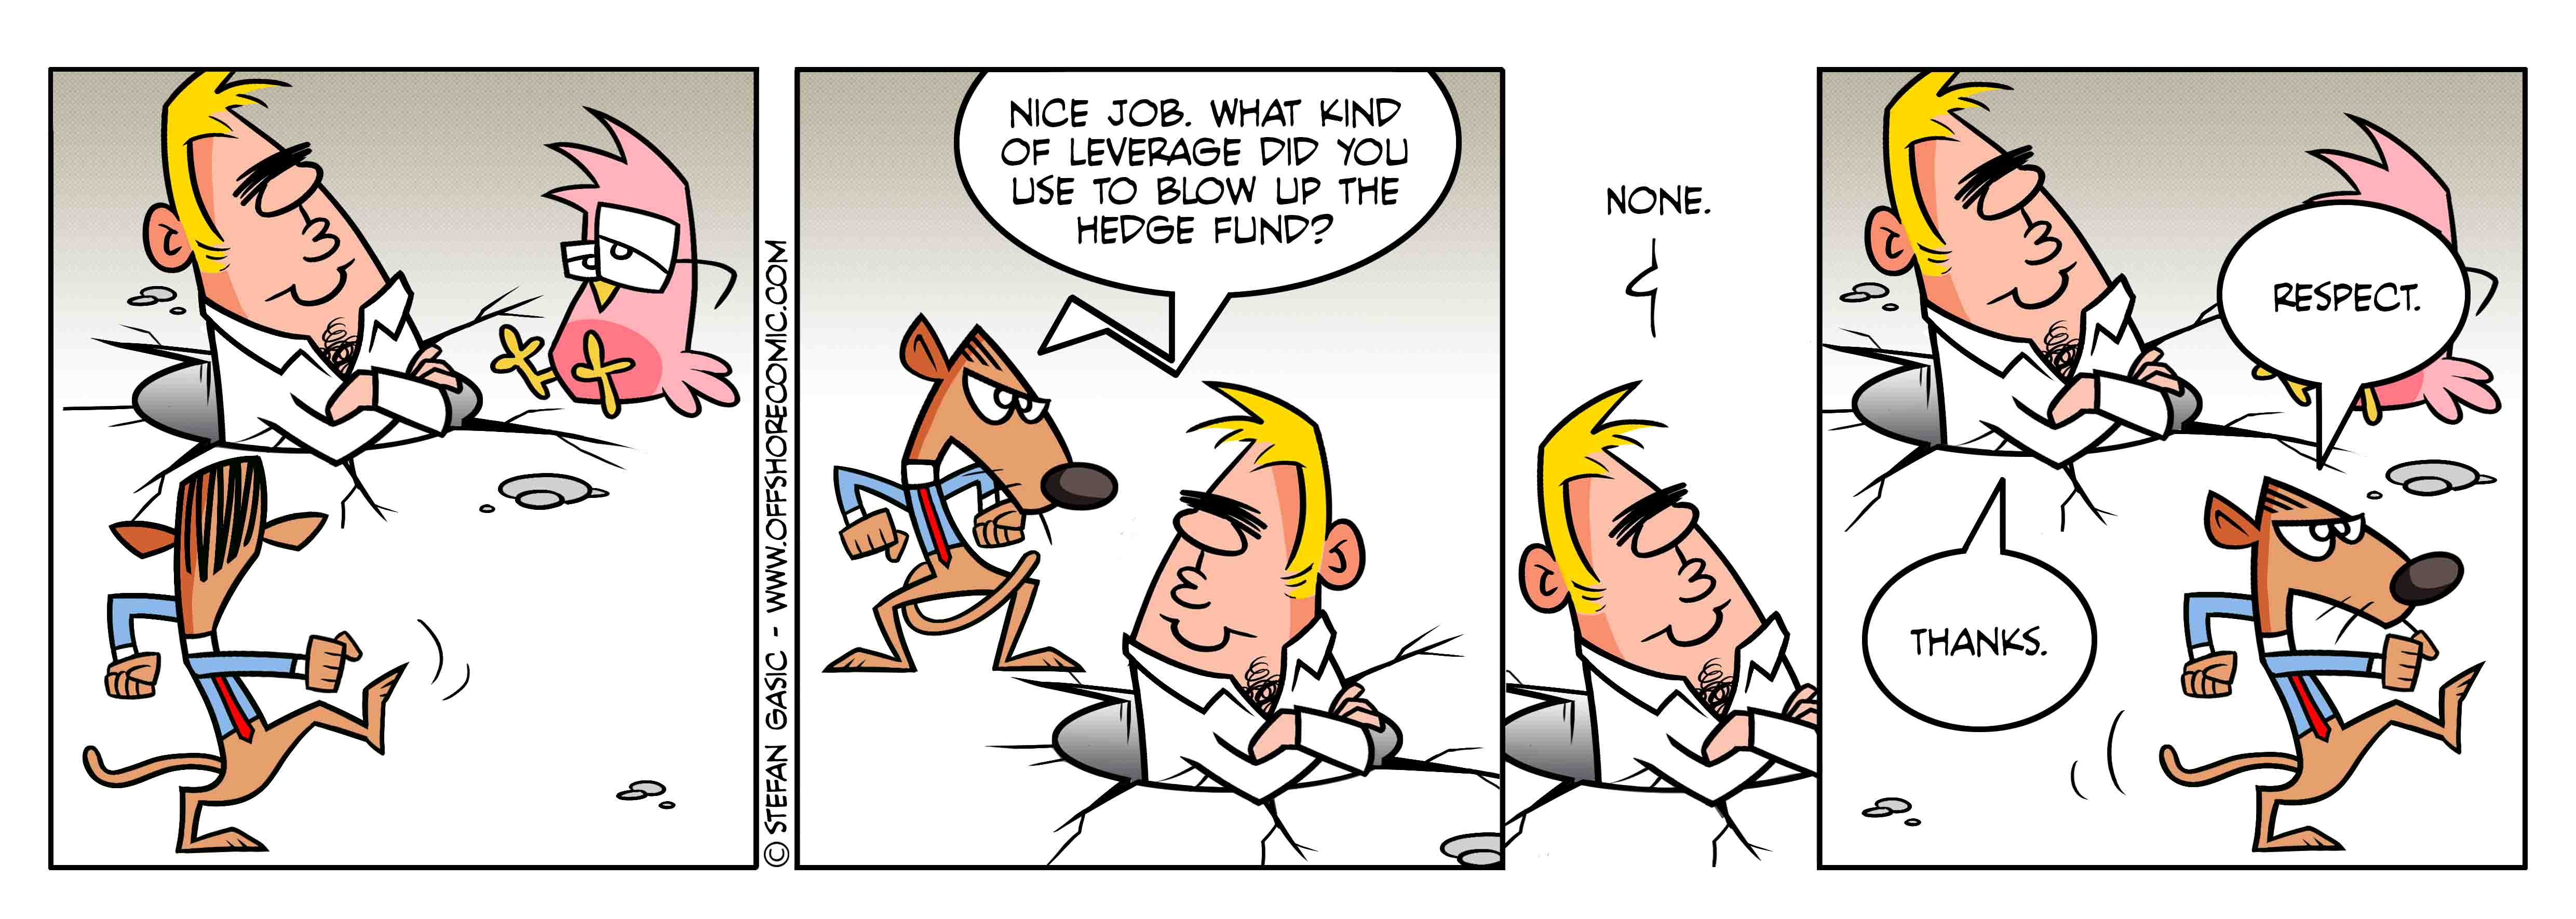 © STEFAN GASIC - WWW.OFFSHORECOMIC.COM
NICE JOB. WHAT KIND
OF LEVERAGE DID YOU
USE TO BLOW UP THE
HEDGE FUND?
NONE.
RESPECT.
THANKS.